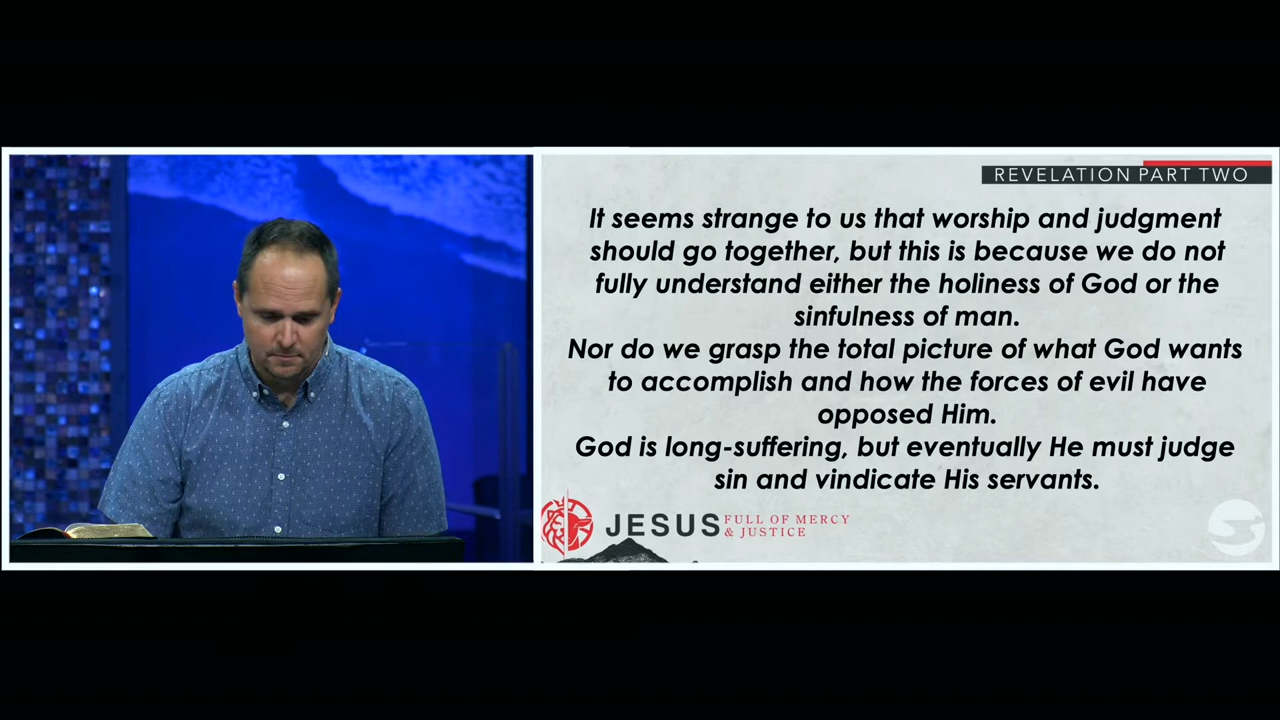 REVELATION PART TWO
It seems strange to us that worship and judgment
should go together, but this is because we do not
fully understand either the holiness of God or the
sinfulness of man.
Nor do we grasp the total picture of what God wants
to accomplish and how the forces of evil have
opposed Him.
God is long-suffering, but eventually He must judge
sin and vindicate His servants.
JESUS FULL OF MERCY
& JUSTICE